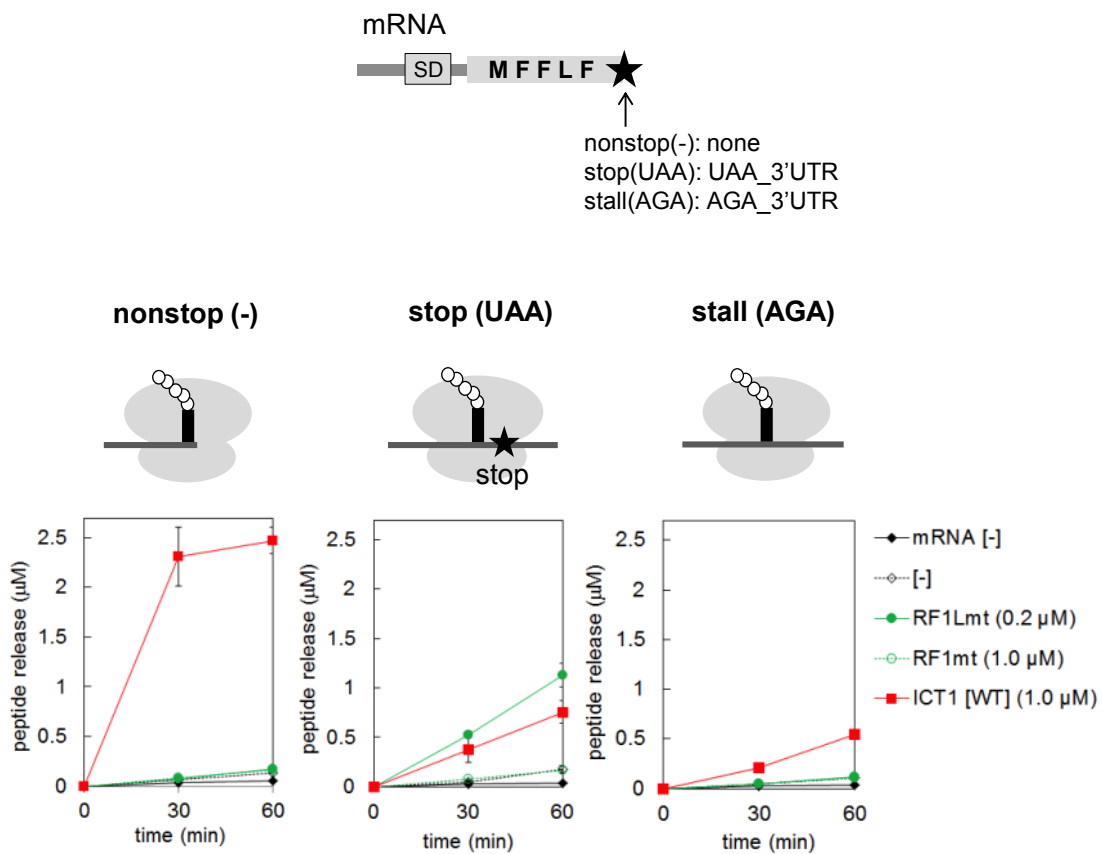 mRNA
SD
M F F L F
nonstop(-): none
stop(UAA): UAA_3'UTR
stall(AGA): AGA_3'UTR
nonstop (-)
stop (UAA)
stall (AGA)
stop
peptide release (μM)
2.5
2
1.5
1
0.5
0
0
30
60
time (min)
peptide release (μM)
2.5
2
1.5
1
0.5
0
0
30
60
time (min)
peptide release (μM)
2.5
2
1.5
1
0.5
0
0
30
60
time (min)
mRNA [-]
[-]
RF1Lmt (0.2 μM)
RF1mt (1.0 μM)
ICT1 [WT] (1.0 μM)